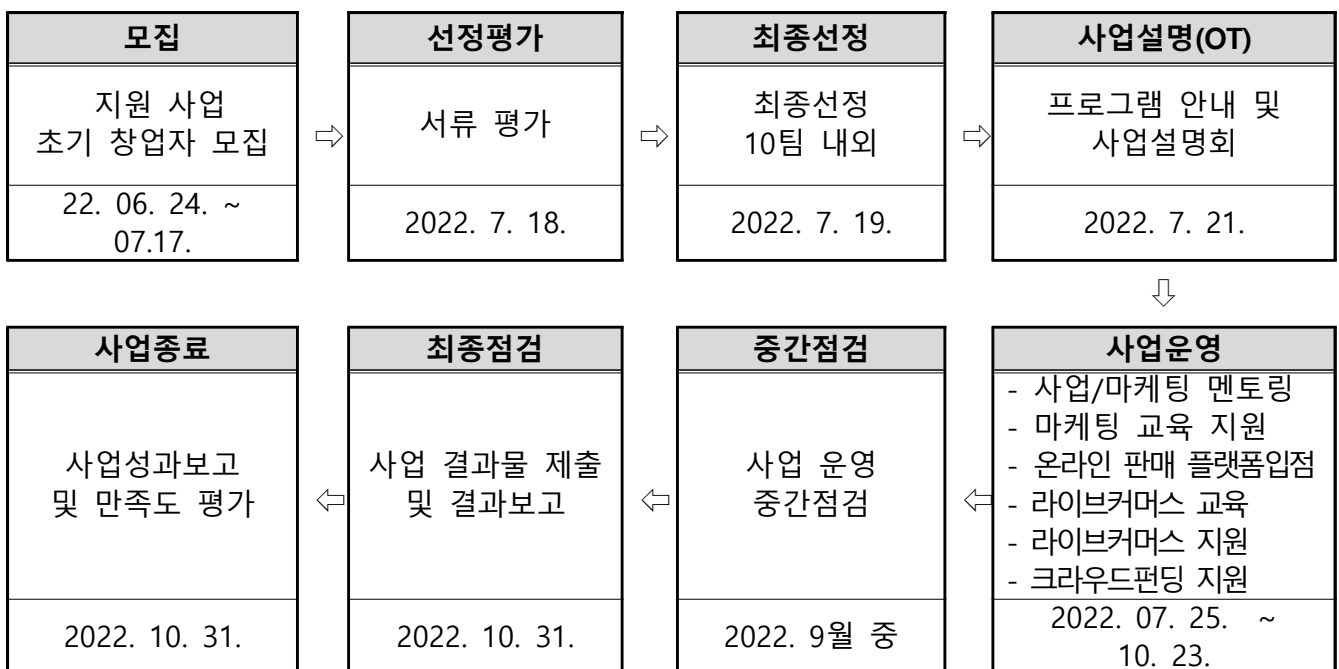 모집
지원 사업
초기 창업자 모집
22. 06. 24. ~
07.17.
⇨
선정평가
서류 평가
2022. 7. 18.
⇨
최종선정
최종선정
10팀 내외
2022. 7. 19.
⇨
사업설명(OT)
프로그램 안내 및
사업설명회
2022. 7. 21.
⇩
사업운영
- 사업/마케팅 멘토링
- 마케팅 교육 지원
- 온라인 판매 플랫폼입점
- 라이브커머스 교육
- 라이브커머스 지원
- 크라우드펀딩 지원
2022. 07. 25. ~
10. 23.
⇦
중간점검
사업 운영
중간점검
2022. 9월 중
⇦
최종점검
사업 결과물 제출
및 결과보고
2022. 10. 31.
⇦
사업종료
사업성과보고
및 만족도 평가
2022. 10. 31.